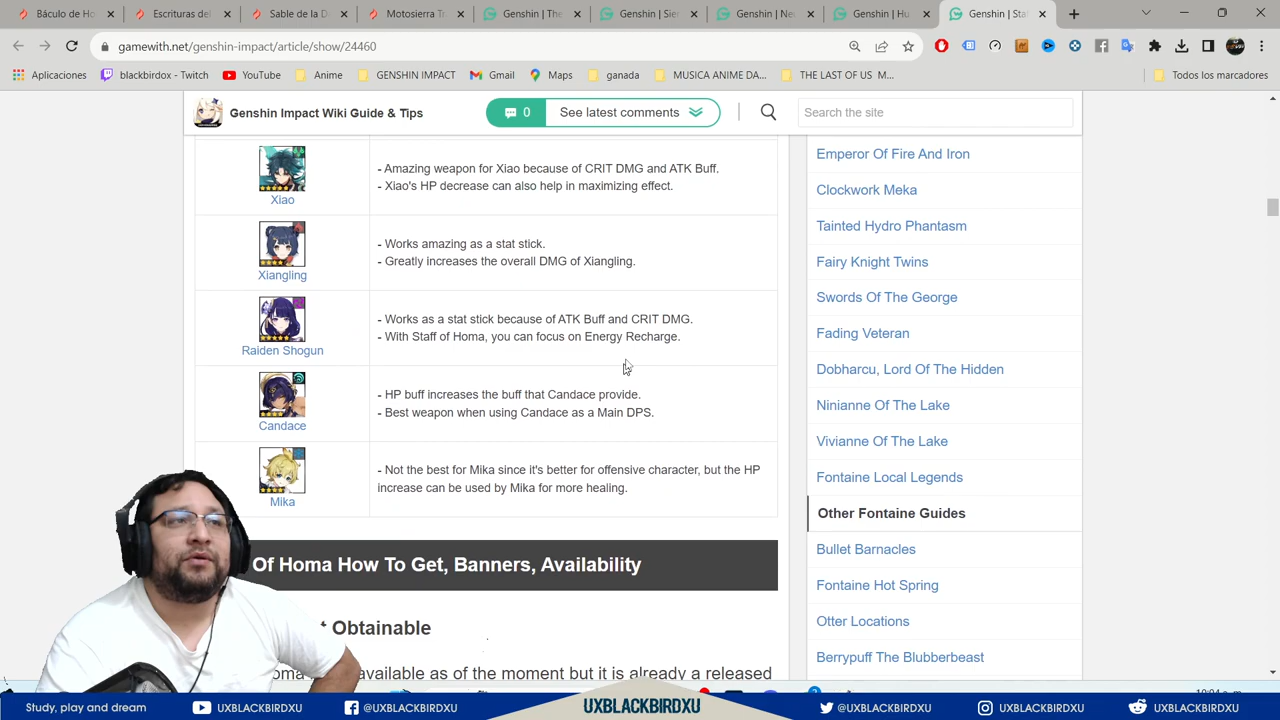 Báculo de Ho
Escrituras del
Sable de la D
Motosierra Tr
Genshin | The
Genshin | Sier
Genshin | Ne
Genshin | Hu
Genshin | Stat
gamewith.net/genshin-impact/article/show/24460
Aplicaciones
blackbirdox - Twitch
YouTube
Anime
GENSHIN IMPACT
Gmail
Maps
ganada
MUSICA ANIME DA...
THE LAST OF US M...
Todos los marcadores
Genshin Impact Wiki Guide & Tips
0
See latest comments
Search the site
Xiao
- Amazing weapon for Xiao because of CRIT DMG and ATK Buff.
- Xiao's HP decrease can also help in maximizing effect.
Xiangling
- Works amazing as a stat stick.
- Greatly increases the overall DMG of Xiangling.
Raiden Shogun
- Works as a stat stick because of ATK Buff and CRIT DMG.
- With Staff of Homa, you can focus on Energy Recharge.
Candace
- HP buff increases the buff that Candace provide.
- Best weapon when using Candace as a Main DPS.
Mika
- Not the best for Mika since it's better for offensive character, but the HP
increase can be used by Mika for more healing.
Of Homa How To Get, Banners, Availability
Obtainable
available as of the moment but it is already a released
Emperor Of Fire And Iron
Clockwork Meka
Tainted Hydro Phantasm
Fairy Knight Twins
Swords Of The George
Fading Veteran
Dobharcu, Lord Of The Hidden
Ninianne Of The Lake
Vivianne Of The Lake
Fontaine Local Legends
Other Fontaine Guides
Bullet Barnacles
Fontaine Hot Spring
Otter Locations
Berrypuff The Blubberbeast
Study, play and dream
UXBLACKBIRDXU
@UXBLACKBIRDXU
UXBLACKBIRDXU
@UXBLACKBIRDXU
UXBLACKBIRDXU
UXBLACKBIRDXU